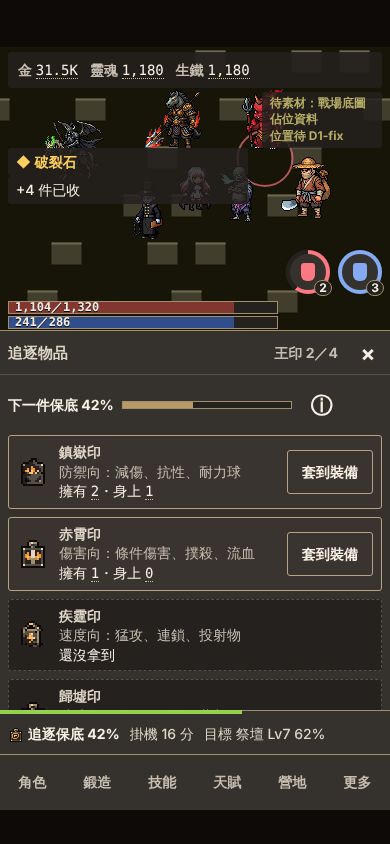 金 31.5K 靈魂 1,180 生鐵 1,180
待素材：戰場底圖
佔位資料
位置待 D1-fix
◆ 破裂石
+4 件已收
2
3
1,104／1,320
241／286
追逐物品 王印 2／4 ×
下一件保底 42%
鎮嶽印
防禦向：減傷、抗性、耐力球
擁有 2・身上 1
套到裝備
赤霄印
傷害向：條件傷害、撲殺、流血
擁有 1・身上 0
套到裝備
疾霆印
速度向：猛攻、連鎖、投射物
還沒拿到
歸墟印
追逐保底 42% 掛機 16 分 目標 祭壇 Lv7 62%
角色 鍛造 技能 天賦 營地 更多